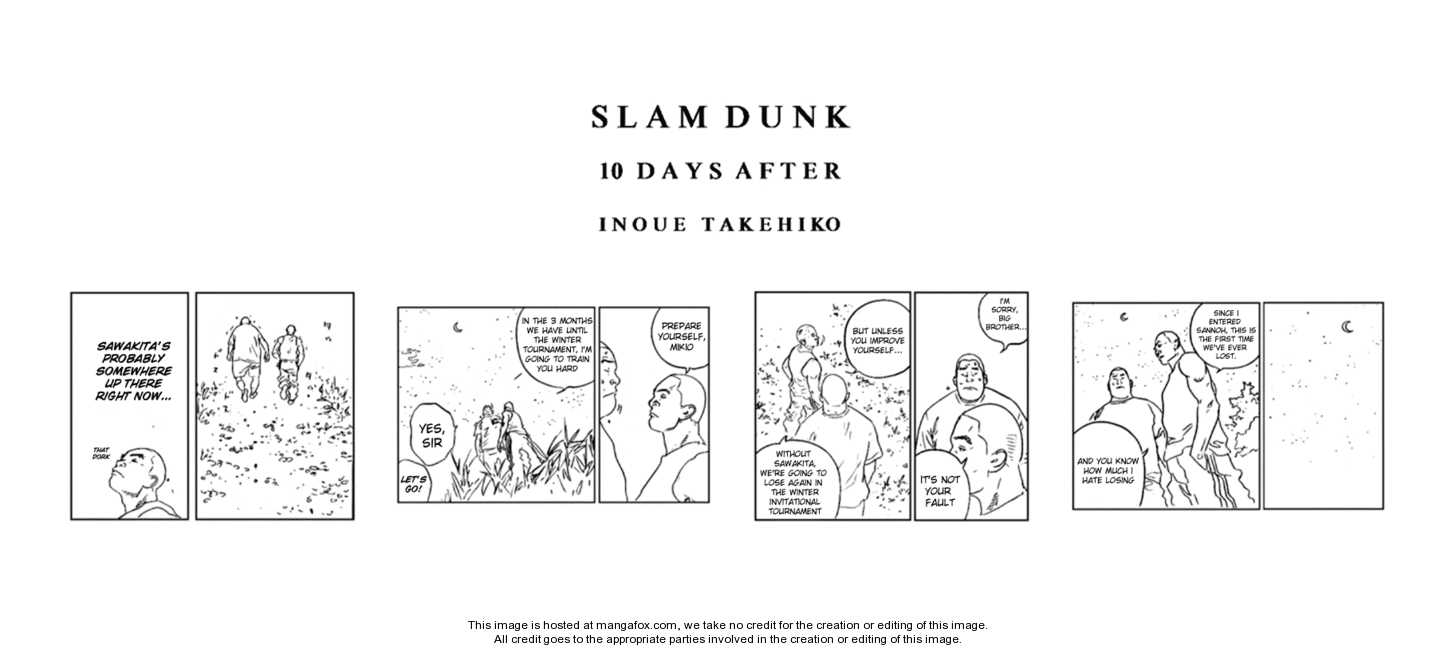 SLAM DUNK
10 DAYS AFTER
INOUE TAKEHIKO
SINCE I
ENTERED
SANNOH, THIS IS
THE FIRST TIME
WE'VE EVER
LOST.
AND YOU KNOW
HOW MUCH I
HATE LOSING
I'M
SORRY,
BIG
BROTHER...
IT'S NOT
YOUR
FAULT
BUT UNLESS
YOU IMPROVE
YOURSELF...
WITHOUT
SAWAKITA,
WE'RE GOING TO
LOSE AGAIN IN
THE WINTER
INVITATIONAL
TOURNAMENT
PREPARE
YOURSELF,
MIKIO
IN THE 3 MONTHS
WE HAVE UNTIL
THE WINTER
TOURNAMENT, I'M
GOING TO TRAIN
YOU HARD
YES,
SIR
LET'S
GO!
SAWAKITA'S
PROBABLY
SOMEWHERE
UP THERE
RIGHT NOW...
THAT
DORK
This image is hosted at mangafox.com, we take no credit for the creation or editing of this image.
All credit goes to the appropriate parties involved in the creation or editing of this image.